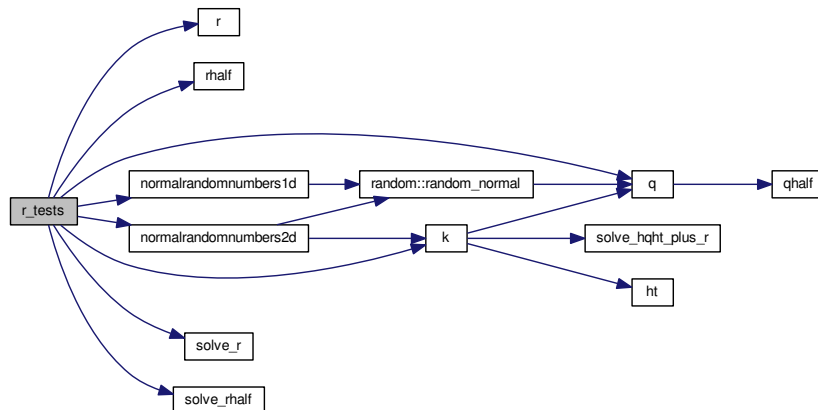 r
rhalf
normalrandomnumbers1d
random::random_normal
q
qhalf
r_tests
normalrandomnumbers2d
k
solve_hqht_plus_r
ht
solve_r
solve_rhalf